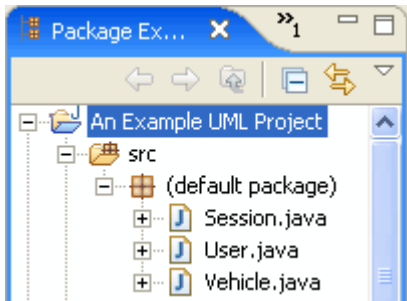 Package Ex... »1
An Example UML Project
src
(default package)
J Session.java
J User.java
J Vehicle.java